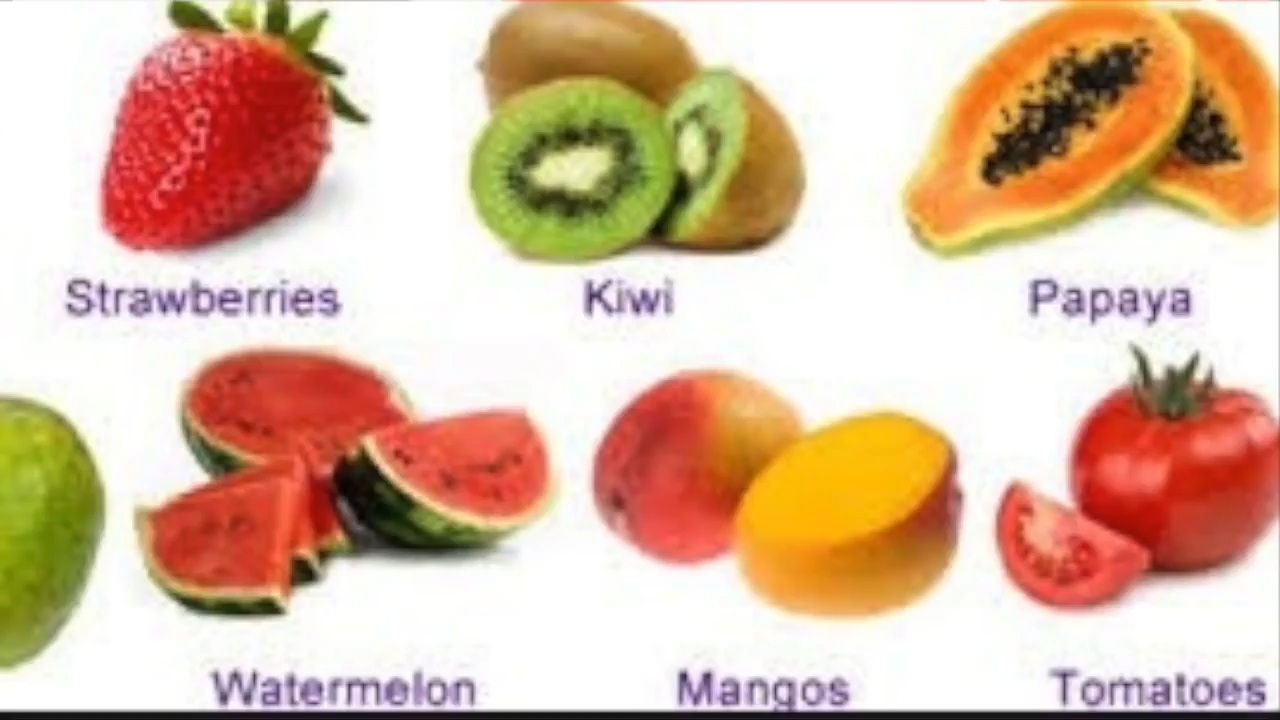 Strawberries
Kiwi
Papaya
Watermelon
Mangos
Tomatoes